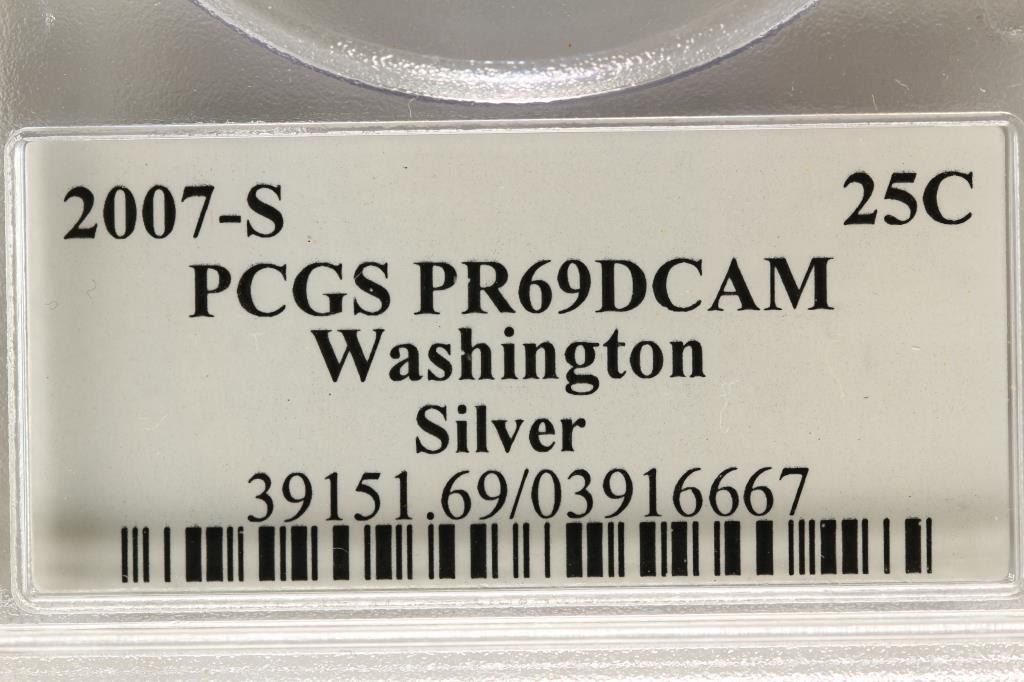 2007-S 25C
PCGS PR69DCAM
Washington
Silver
39151.69/03916667